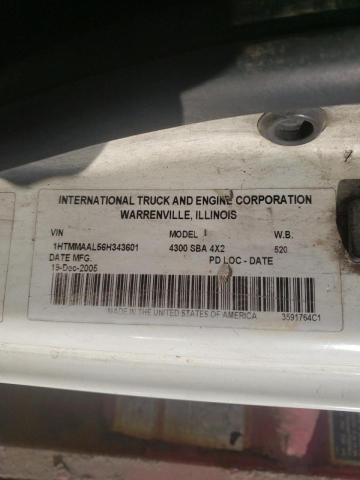 INTERNATIONAL TRUCK AND ENGINE CORPORATION
WARRENVILLE, ILLINOIS
VIN MODEL W.B.
1HTMMAAL56H343601 4300 SBA 4X2 520
DATE MFG. PD LOC - DATE
15-Dec-2005
MADE IN THE UNITED STATES OF AMERICA
3591764C1